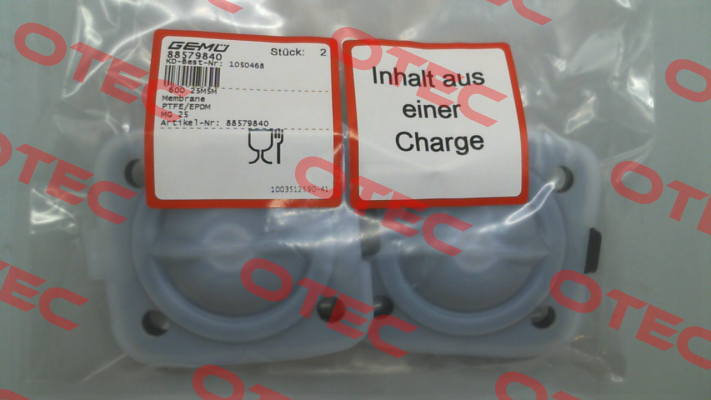 GEMÜ
Stück: 2
88579840
KD-Best-Nr: 1050468
600 25M5M
Membrane
PTFE/EPDM
MG 25
Artikel-Nr: 88579840
Inhalt aus
einer
Charge
OTEC